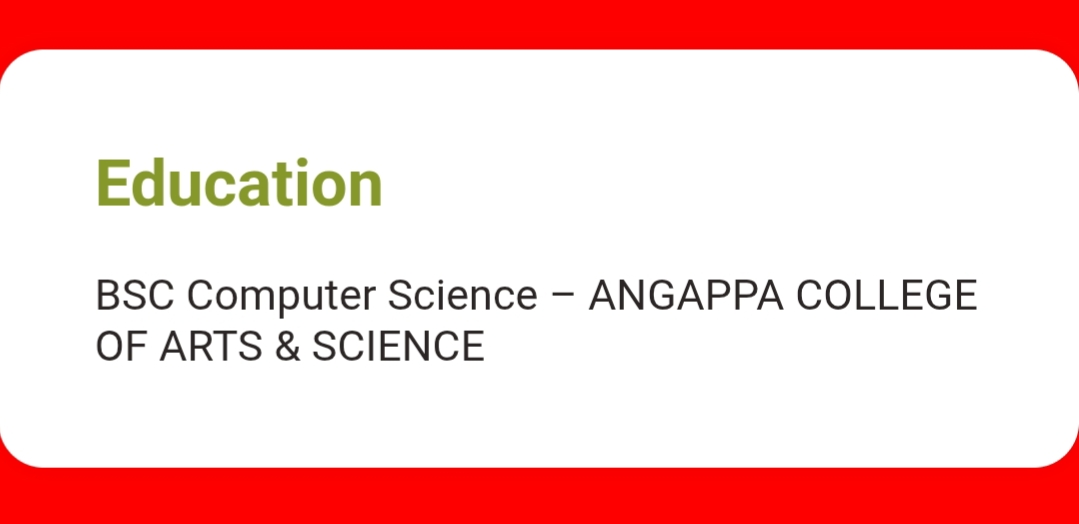 Education
BSC Computer Science – ANGAPPA COLLEGE
OF ARTS & SCIENCE